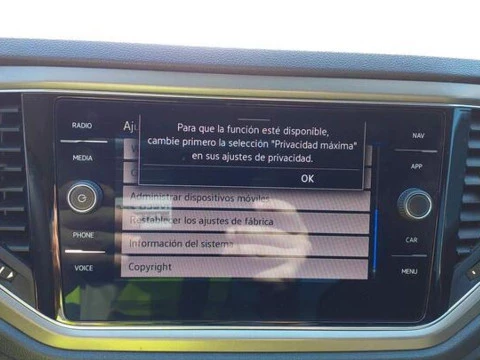 RADIO
MEDIA
PHONE
VOICE
NAV
APP
CAR
MENU
Aj
Para que la función esté disponible,
cambie primero la selección "Privacidad máxima"
en sus ajustes de privacidad.
OK
Administrar dispositivos móviles
Restablecer los ajustes de fábrica
Información del sistema
Copyright